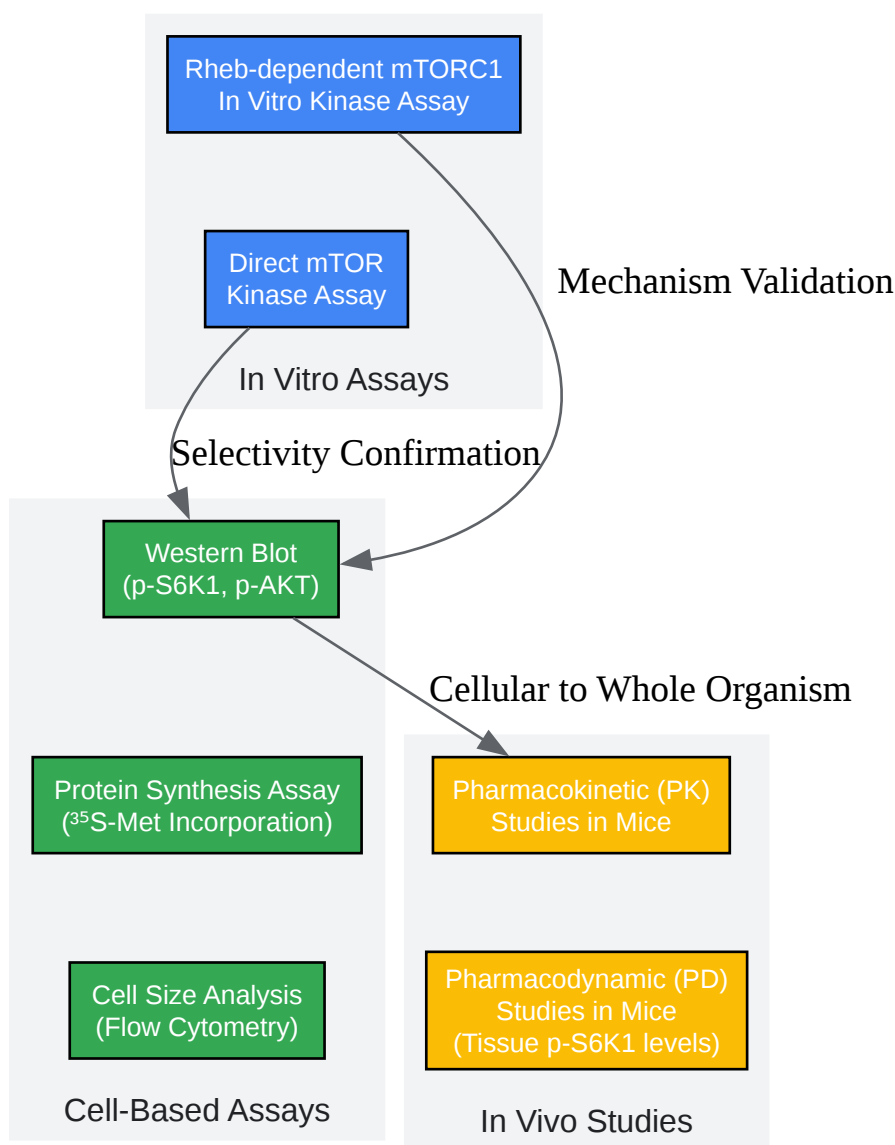 Rheb-dependent mTORC1
In Vitro Kinase Assay
Direct mTOR
Kinase Assay
Mechanism Validation
In Vitro Assays
Selectivity Confirmation
Western Blot
(p-S6K1, p-AKT)
Cellular to Whole Organism
Protein Synthesis Assay
(³⁵S-Met Incorporation)
Pharmacokinetic (PK)
Studies in Mice
Cell Size Analysis
(Flow Cytometry)
Pharmacodynamic (PD)
Studies in Mice
(Tissue p-S6K1 levels)
Cell-Based Assays
In Vivo Studies